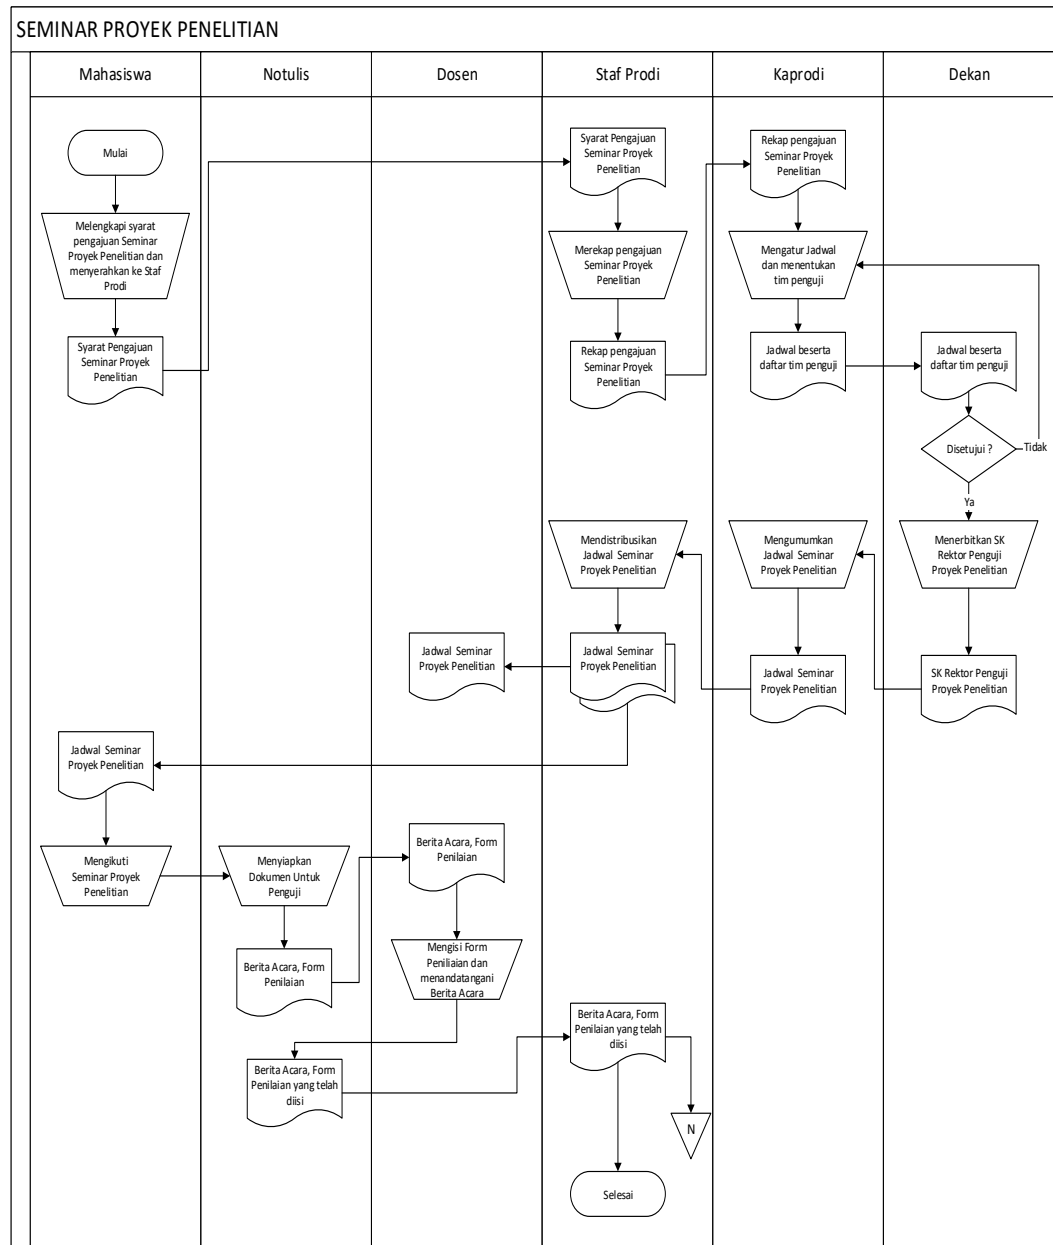 SEMINAR PROYEK PENELITIAN
Mahasiswa
Notulis
Dosen
Staf Prodi
Kaprodi
Dekan
Mulai
Melengkapi syarat
pengajuan Seminar
Proyek Penelitian dan
menyerahkan ke Staf
Prodi
Syarat Pengajuan
Seminar Proyek
Penelitian
Syarat Pengajuan
Seminar Proyek
Penelitian
Merekap pengajuan
Seminar Proyek
Penelitian
Rekap pengajuan
Seminar Proyek
Penelitian
Rekap pengajuan
Seminar Proyek
Penelitian
Mengatur Jadwal
dan menentukan
tim penguji
Jadwal beserta
daftar tim penguji
Jadwal beserta
daftar tim penguji
Disetujui ?
Tidak
Ya
Menerbitkan SK
Rektor Penguji
Proyek Penelitian
SK Rektor Penguji
Proyek Penelitian
Mengumumkan
Jadwal Seminar
Proyek Penelitian
Jadwal Seminar
Proyek Penelitian
Mendistribusikan
Jadwal Seminar
Proyek Penelitian
Jadwal Seminar
Proyek Penelitian
Jadwal Seminar
Proyek Penelitian
Jadwal Seminar
Proyek Penelitian
Mengikuti
Seminar Proyek
Penelitian
Menyiapkan
Dokumen Untuk
Penguji
Berita Acara, Form
Penilaian
Berita Acara, Form
Penilaian
Mengisi Form
Peniliaian dan
menandatangani
Berita Acara
Berita Acara, Form
Penilaian yang telah
diisi
Berita Acara, Form
Penilaian yang telah
diisi
N
Selesai